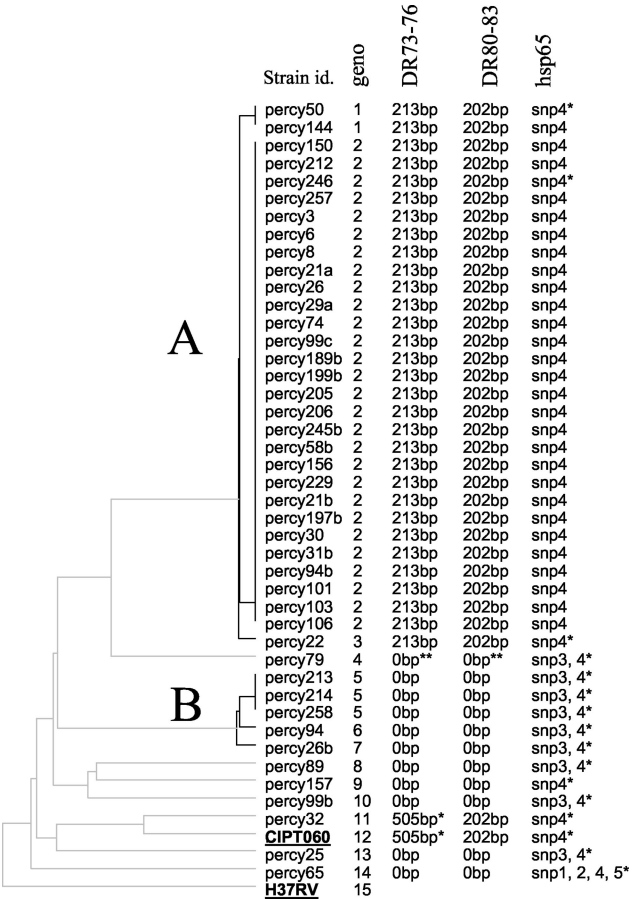 Strain id. geno DR73-76 DR80-83 hsp65
percy50 1 213bp 202bp snp4*
percy144 1 213bp 202bp snp4
percy150 2 213bp 202bp snp4
percy212 2 213bp 202bp snp4
percy246 2 213bp 202bp snp4*
percy257 2 213bp 202bp snp4
percy3 2 213bp 202bp snp4
percy6 2 213bp 202bp snp4
percy8 2 213bp 202bp snp4
percy21a 2 213bp 202bp snp4
percy26 2 213bp 202bp snp4
percy29a 2 213bp 202bp snp4
percy74 2 213bp 202bp snp4
A
percy99c 2 213bp 202bp snp4
percy189b 2 213bp 202bp snp4
percy199b 2 213bp 202bp snp4
percy205 2 213bp 202bp snp4
percy206 2 213bp 202bp snp4
percy245b 2 213bp 202bp snp4
percy58b 2 213bp 202bp snp4
percy156 2 213bp 202bp snp4
percy229 2 213bp 202bp snp4
percy21b 2 213bp 202bp snp4
percy197b 2 213bp 202bp snp4
percy30 2 213bp 202bp snp4
percy31b 2 213bp 202bp snp4
percy94b 2 213bp 202bp snp4
percy101 2 213bp 202bp snp4
percy103 2 213bp 202bp snp4
percy106 2 213bp 202bp snp4
percy22 3 213bp 202bp snp4*
percy79 4 0bp** 0bp** snp3, 4*
percy213 5 0bp 0bp snp3, 4*
percy214 5 0bp 0bp snp3, 4*
B
percy258 5 0bp 0bp snp3, 4*
percy94 6 0bp 0bp snp3, 4*
percy26b 7 0bp 0bp snp3, 4*
percy89 8 0bp 0bp snp3, 4*
percy157 9 0bp 0bp snp4*
percy99b 10 0bp 0bp snp3, 4*
percy32 11 505bp* 202bp snp4*
CIPT060 12 505bp* 202bp snp4*
percy25 13 0bp 0bp snp3, 4*
percy65 14 0bp 0bp snp1, 2, 4, 5*
H37RV 15